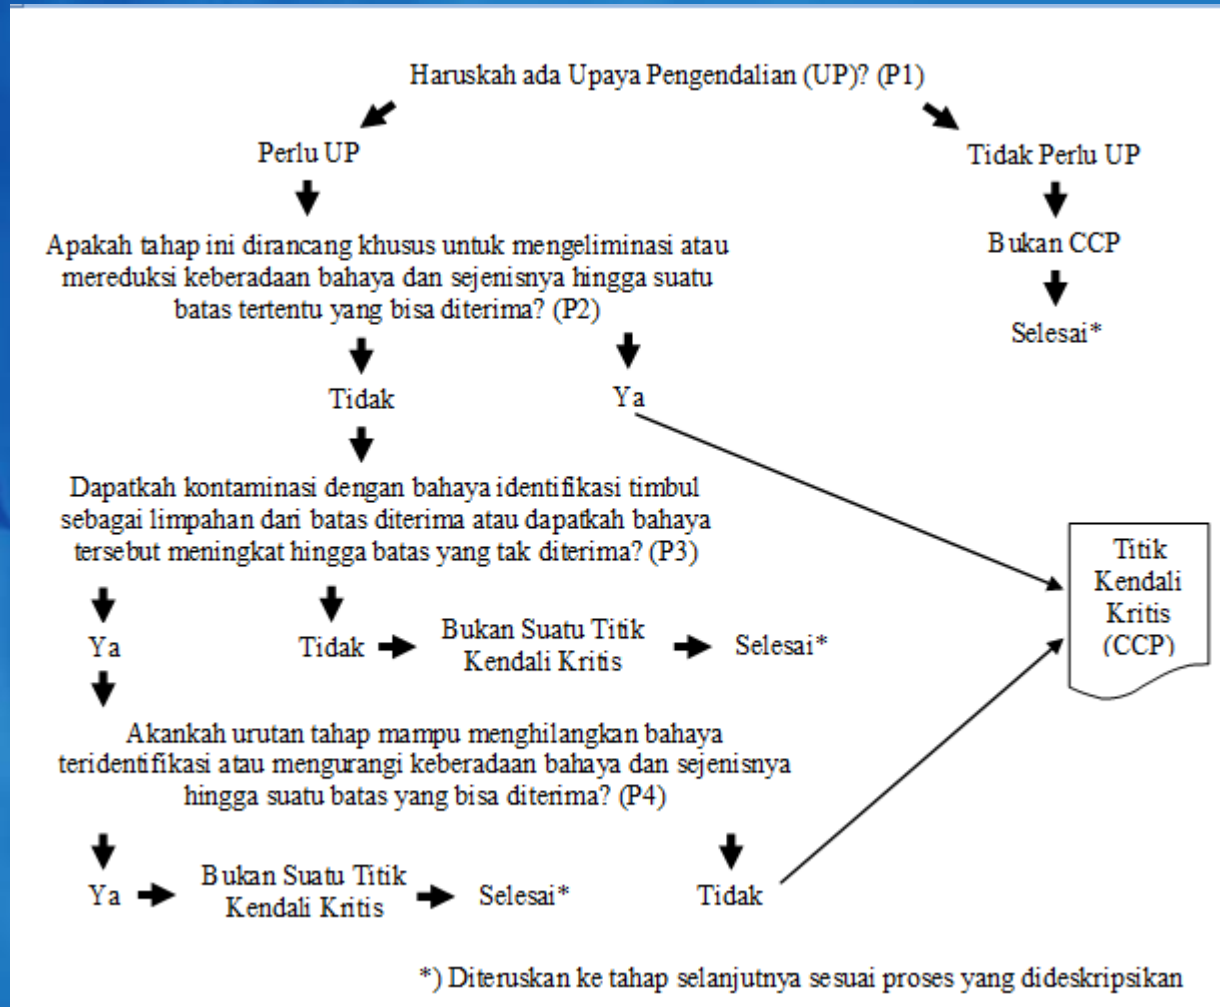 Haruskah ada Upaya Pengendalian (UP)? (P1)
Perlu UP
Tidak Perlu UP
Apakah tahap ini dirancang khusus untuk mengeliminasi atau
mereduksi keberadaan bahaya dan sejenisnya hingga suatu
batas tertentu yang bisa diterima? (P2)
Bukan CCP
Selesai*
Tidak
Ya
Dapatkah kontaminasi dengan bahaya identifikasi timbul
sebagai limpahan dari batas diterima atau dapatkah bahaya
tersebut meningkat hingga batas yang tak diterima? (P3)
Titik
Kendali
Kritis
(CCP)
Ya
Tidak
Bukan Suatu Titik
Kendali Kritis
Selesai*
Akankah urutan tahap mampu menghilangkan bahaya
teridentifikasi atau mengurangi keberadaan bahaya dan sejenisnya
hingga suatu batas yang bisa diterima? (P4)
Ya
Bukan Suatu Titik
Kendali Kritis
Selesai*
Tidak
*) Diteruskan ke tahap selanjutnya sesuai proses yang dideskripsikan